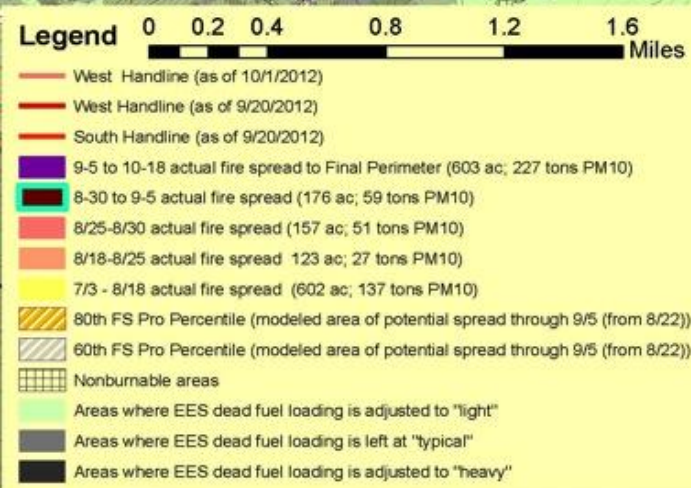 Legend 0 0.2 0.4 0.8 1.2 1.6
Miles
West Handline (as of 10/1/2012)
West Handline (as of 9/20/2012)
South Handline (as of 9/20/2012)
9-5 to 10-18 actual fire spread to Final Perimeter (603 ac; 227 tons PM10)
8-30 to 9-5 actual fire spread (176 ac; 59 tons PM10)
8/25-8/30 actual fire spread (157 ac; 51 tons PM10)
8/18-8/25 actual fire spread 123 ac; 27 tons PM10)
7/3 - 8/18 actual fire spread (602 ac; 137 tons PM10)
80th FS Pro Percentile (modeled area of potential spread through 9/5 (from 8/22))
60th FS Pro Percentile (modeled area of potential spread through 9/5 (from 8/22))
Nonburnable areas
Areas where EES dead fuel loading is adjusted to "light"
Areas where EES dead fuel loading is left at "typical"
Areas where EES dead fuel loading is adjusted to "heavy"